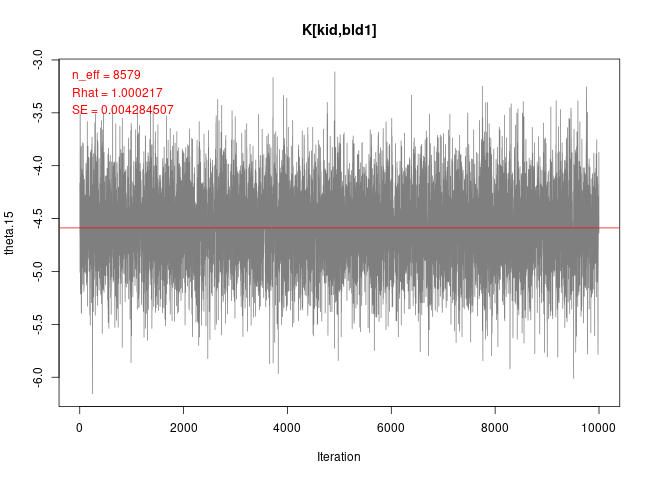 K[kid,bld1]
n_eff = 8579
Rhat = 1.000217
SE = 0.004284507
-3.0
-3.5
-4.0
-4.5
-5.0
-5.5
-6.0
theta.15
0 2000 4000 6000 8000 10000
Iteration